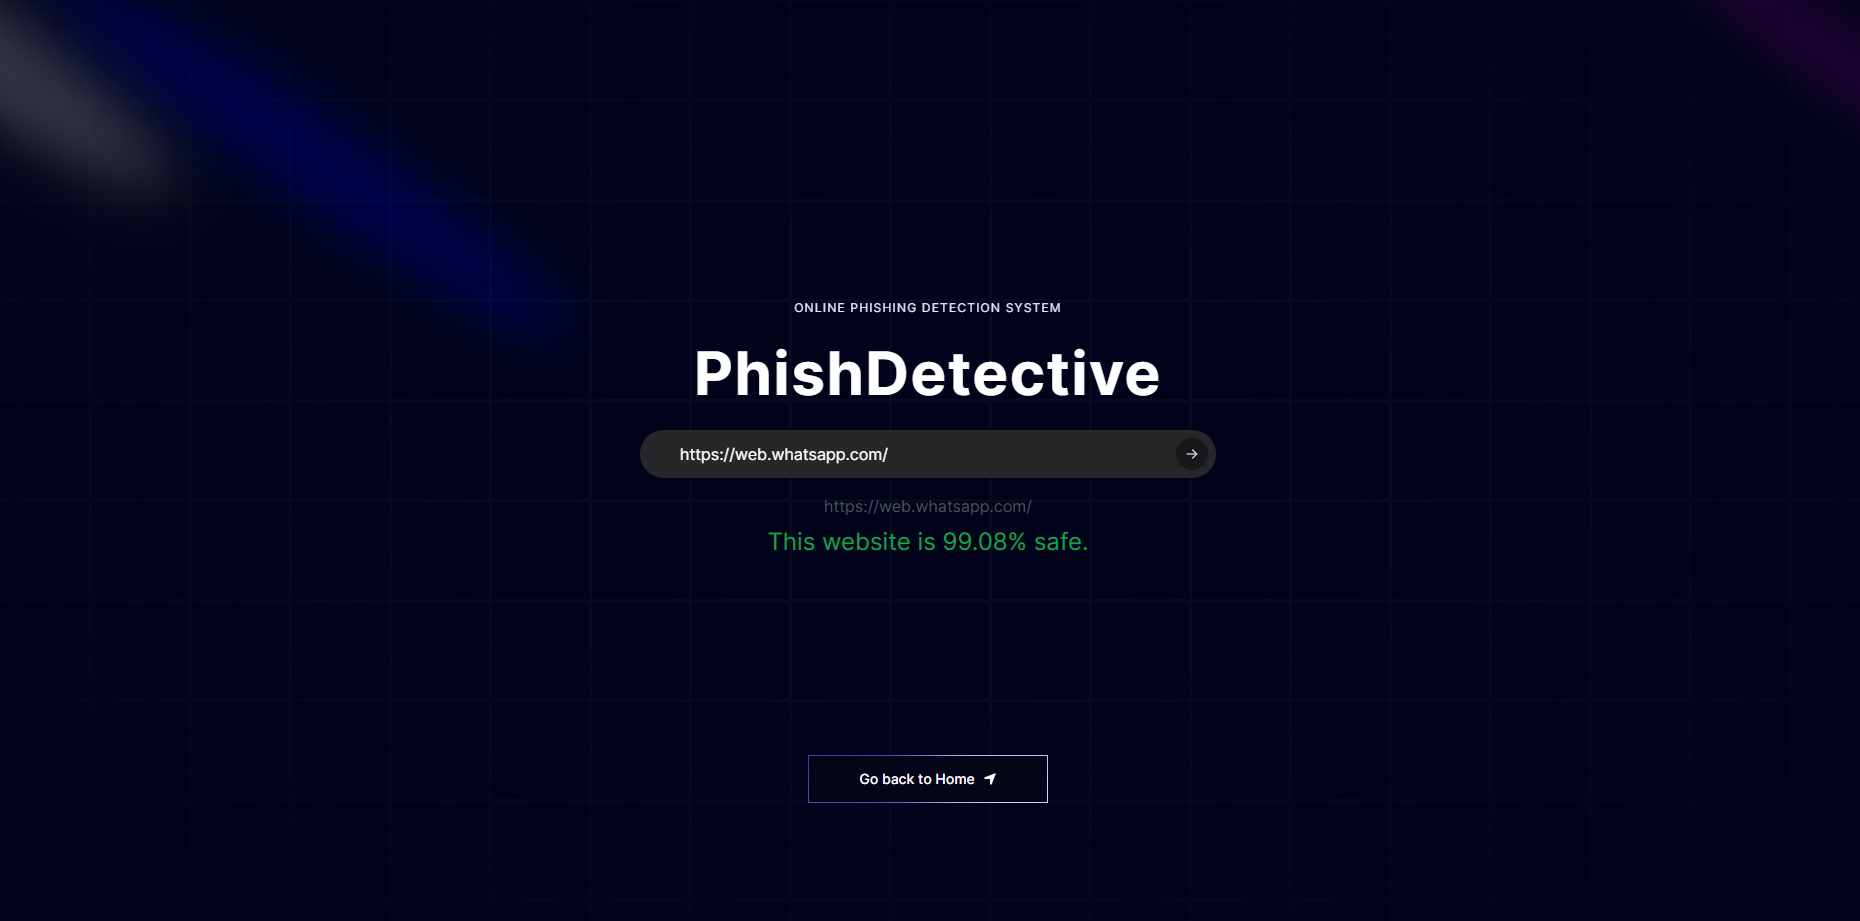 ONLINE PHISHING DETECTION SYSTEM
PhishDetective
https://web.whatsapp.com/
https://web.whatsapp.com/
This website is 99.08% safe.
Go back to Home